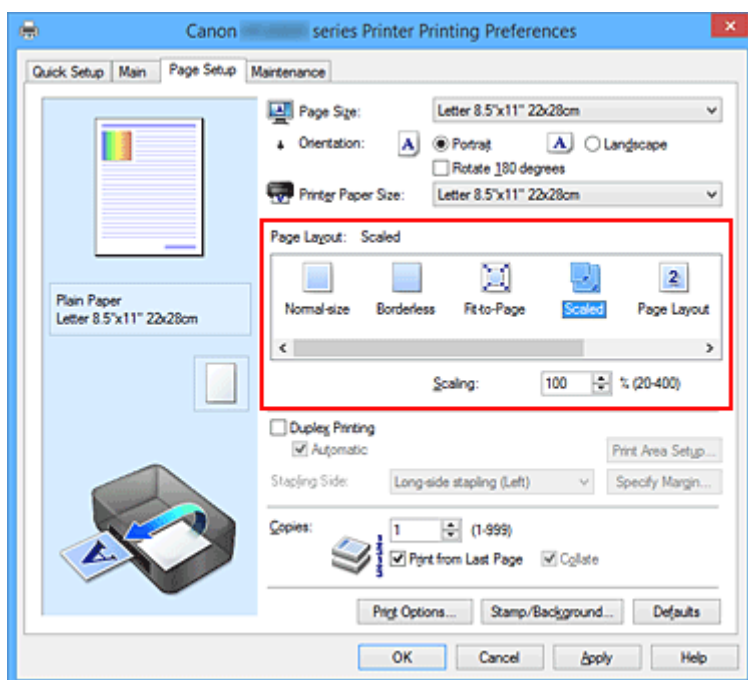 Canon series Printer Printing Preferences
×
Quick Setup Main Page Setup Maintenance
Page Size: Letter 8.5"x11" 22x28cm
Orientation: A Portrait A Landscape
Rotate 180 degrees
Printer Paper Size: Letter 8.5"x11" 22x28cm
Page Layout: Scaled
Normal-size Borderless Fit-to-Page Scaled 2 Page Layout
Scaling: 100 % (20-400)
Plain Paper
Letter 8.5"x11" 22x28cm
Duplex Printing
Automatic Print Area Setup...
Stapling Side: Long-side stapling (Left) Specify Margin...
Copies: 1 (1-999)
Print from Last Page Collate
A
Print Options... Stamp/Background... Defaults
OK Cancel Apply Help